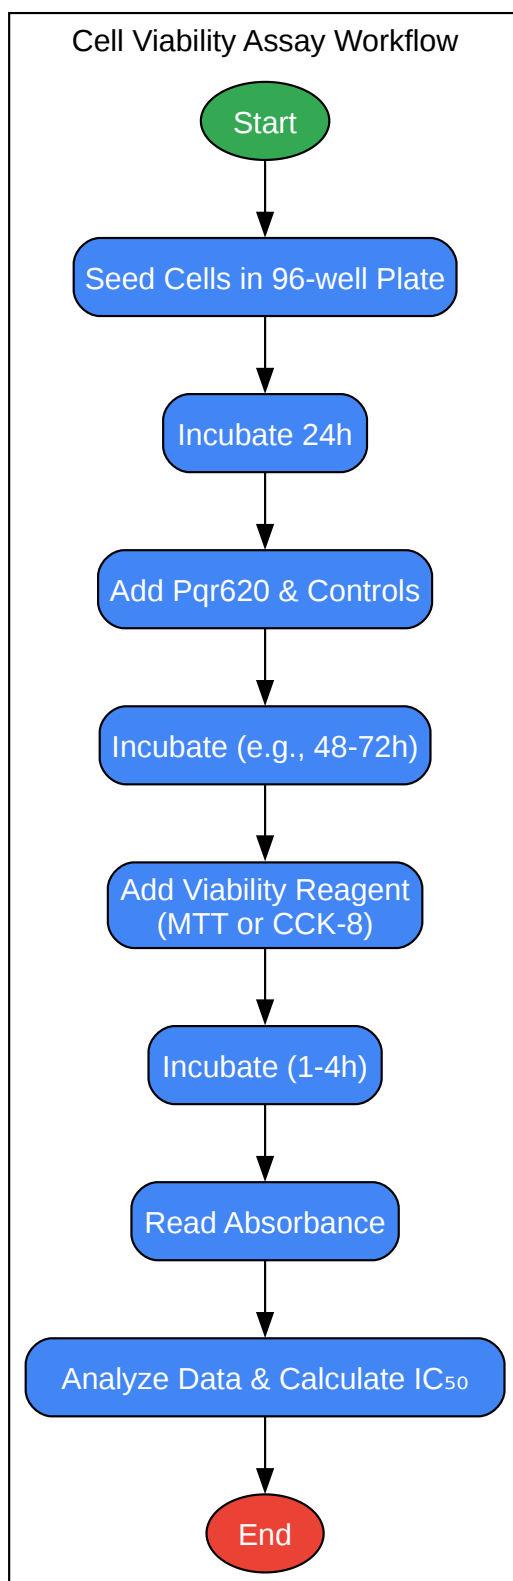 Cell Viability Assay Workflow
Start
Seed Cells in 96-well Plate
Incubate 24h
Add Pqr620 & Controls
Incubate (e.g., 48-72h)
Add Viability Reagent
(MTT or CCK-8)
Incubate (1-4h)
Read Absorbance
Analyze Data & Calculate IC₅₀
End